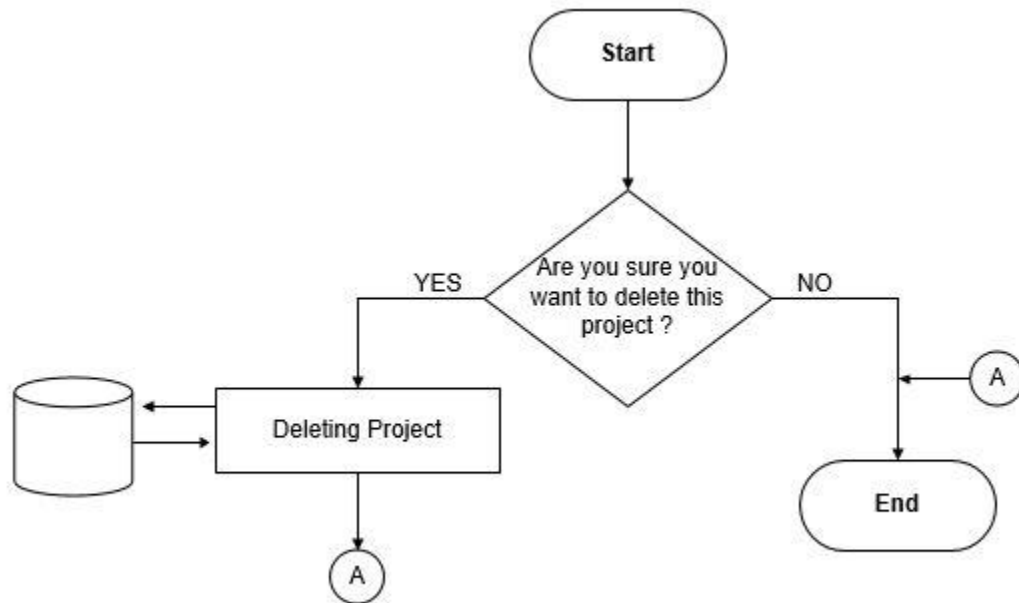 Start
Are you sure you
want to delete this
project ?
YES
NO
A
Deleting Project
End
A